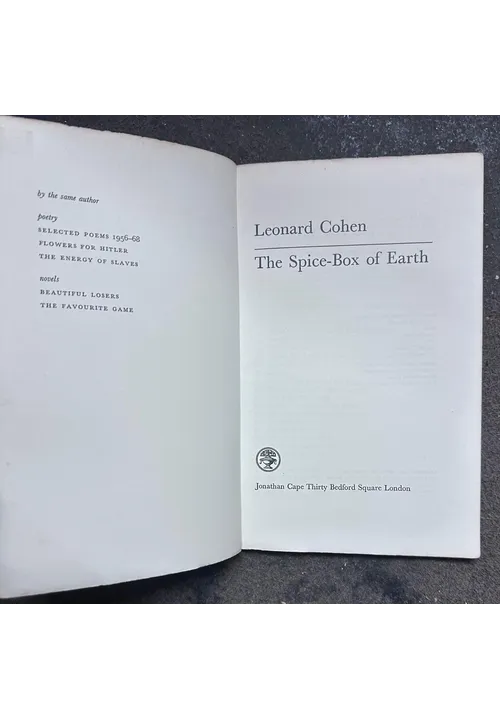 by the same author
poetry
SELECTED POEMS 1956–68
FLOWERS FOR HITLER
THE ENERGY OF SLAVES
novels
BEAUTIFUL LOSERS
THE FAVOURITE GAME
Leonard Cohen
The Spice-Box of Earth
Jonathan Cape Thirty Bedford Square London